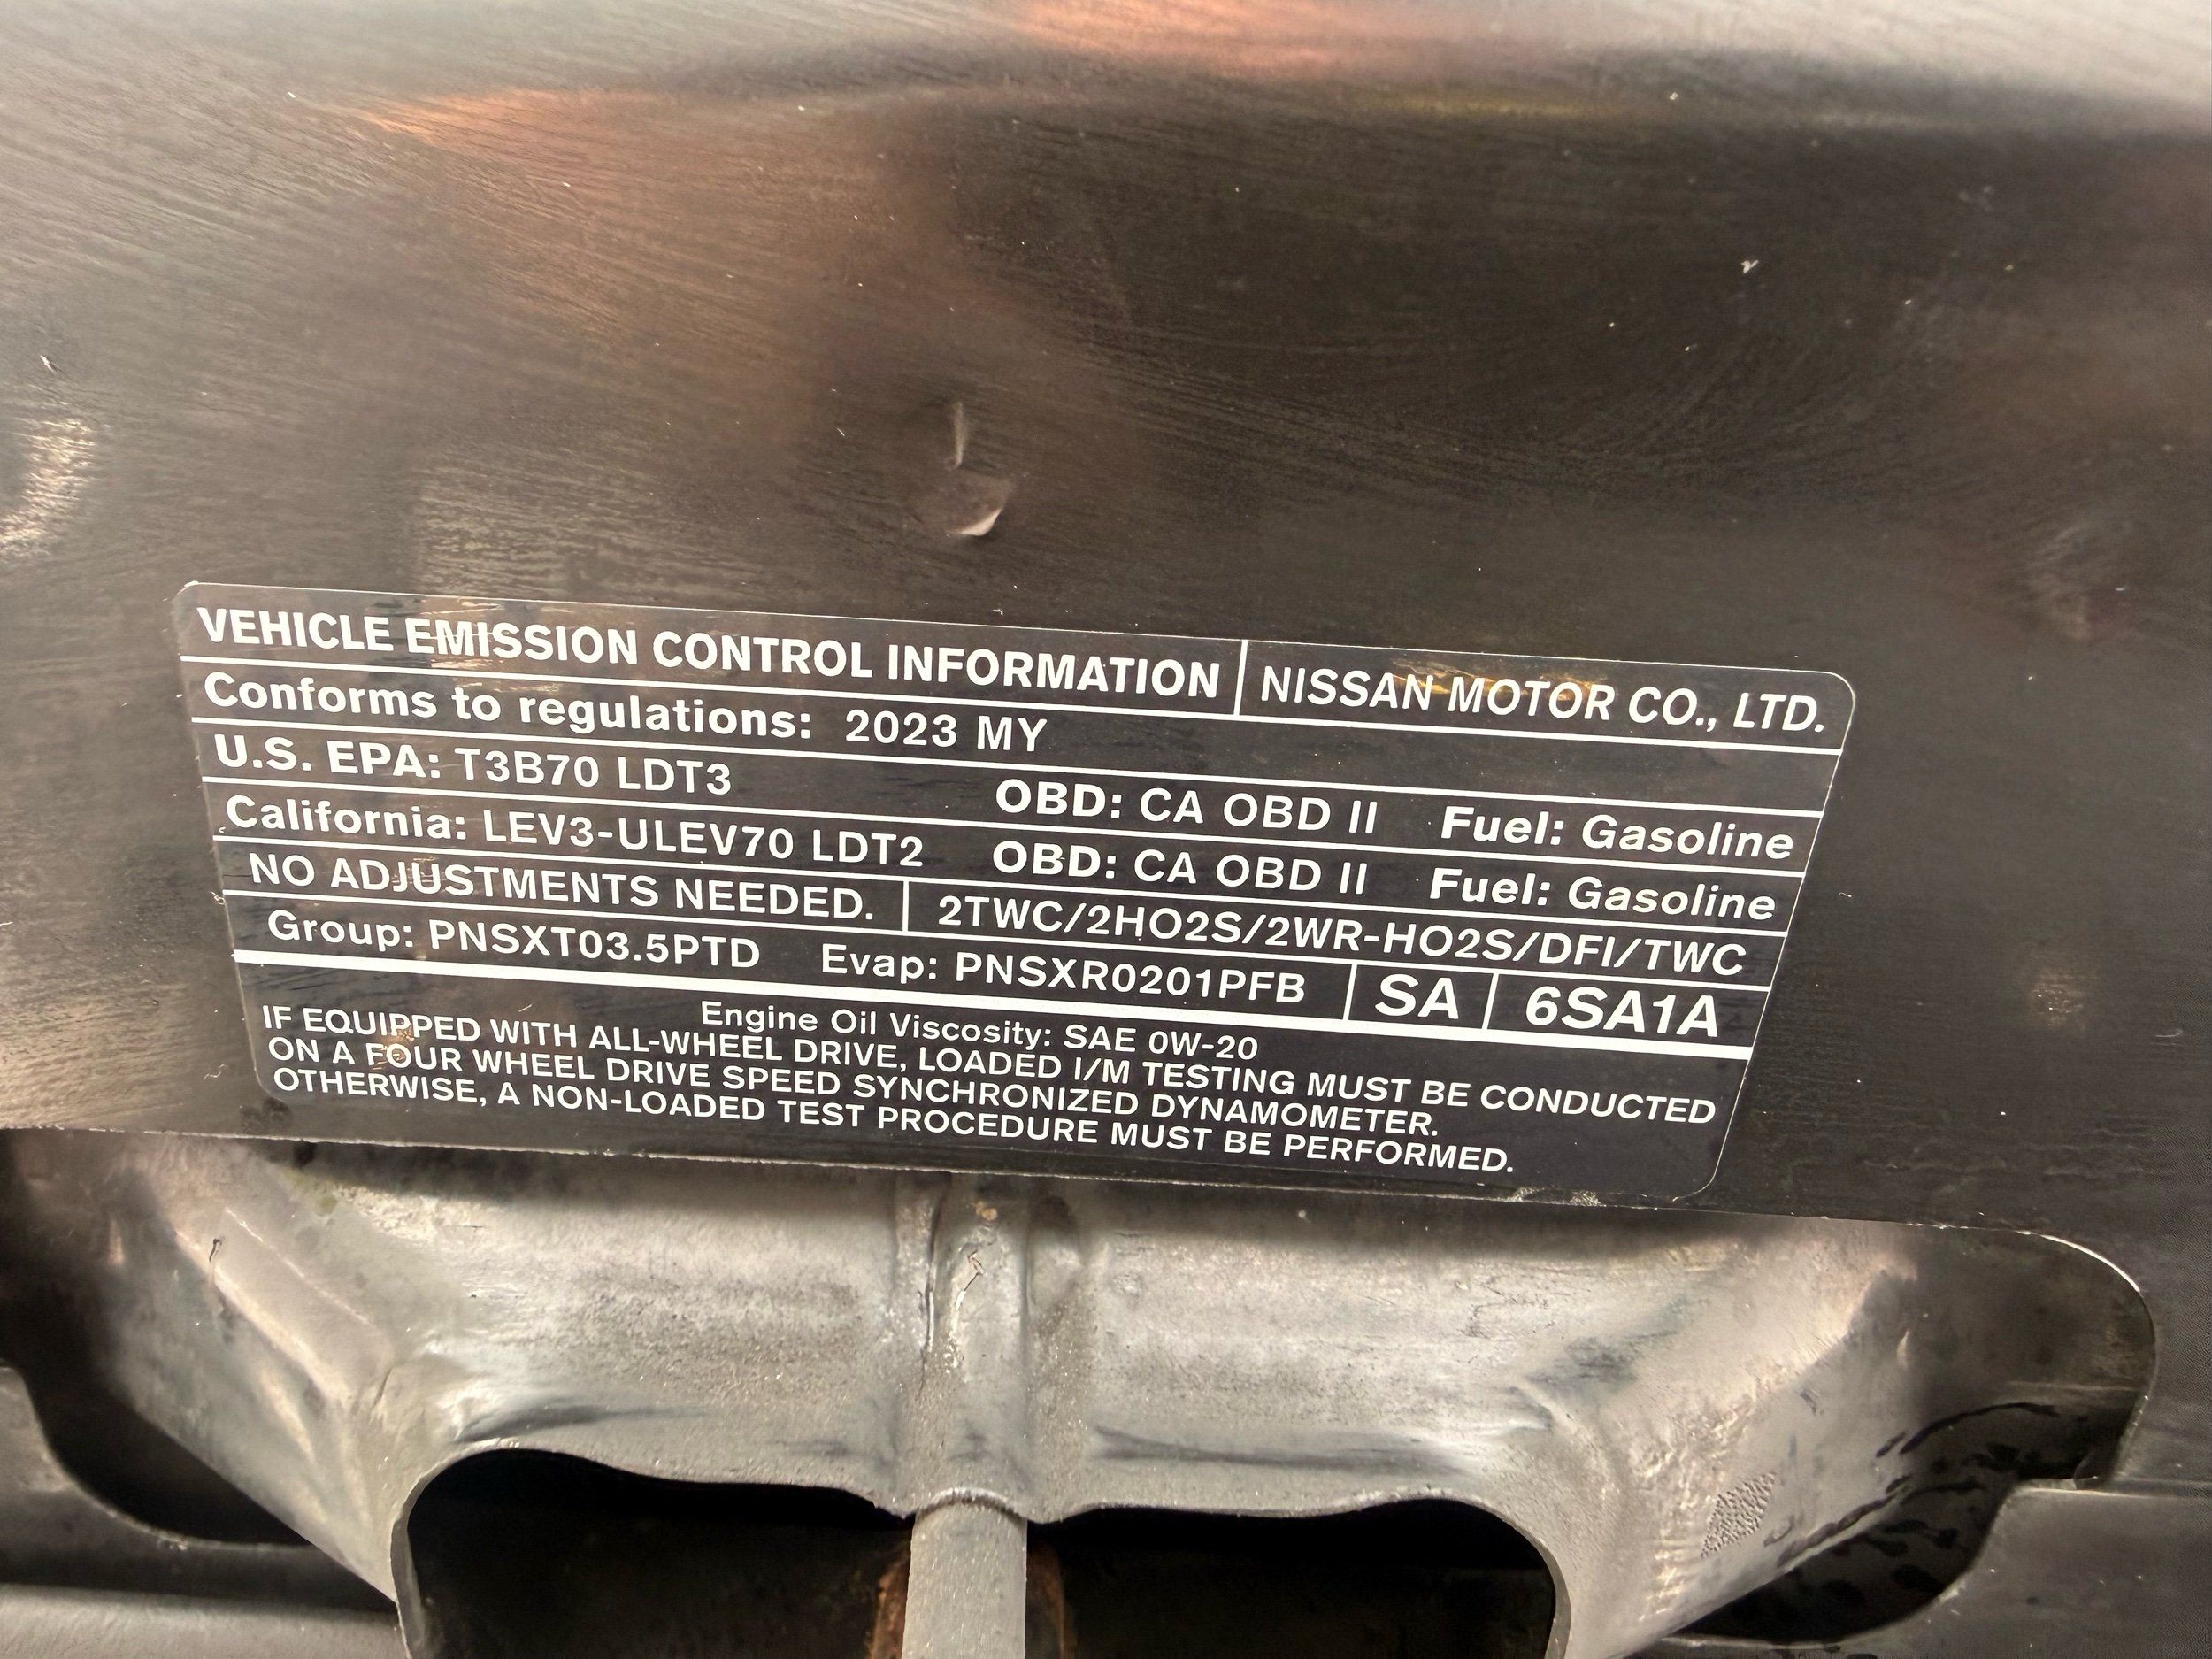 VEHICLE EMISSION CONTROL INFORMATION NISSAN MOTOR CO., LTD.
Conforms to regulations: 2023 MY
U.S. EPA: T3B70 LDT3 OBD: CA OBD II Fuel: Gasoline
California: LEV3-ULEV70 LDT2 OBD: CA OBD II Fuel: Gasoline
NO ADJUSTMENTS NEEDED. 2TWC/2HO2S/2WR-HO2S/DFI/TWC
Group: PNSXT03.5PTD Evap: PNSXR0201PFB SA 6SA1A
Engine Oil Viscosity: SAE 0W-20
IF EQUIPPED WITH ALL-WHEEL DRIVE, LOADED I/M TESTING MUST BE CONDUCTED
ON A FOUR WHEEL DRIVE SPEED SYNCHRONIZED DYNAMOMETER.
OTHERWISE, A NON-LOADED TEST PROCEDURE MUST BE PERFORMED.